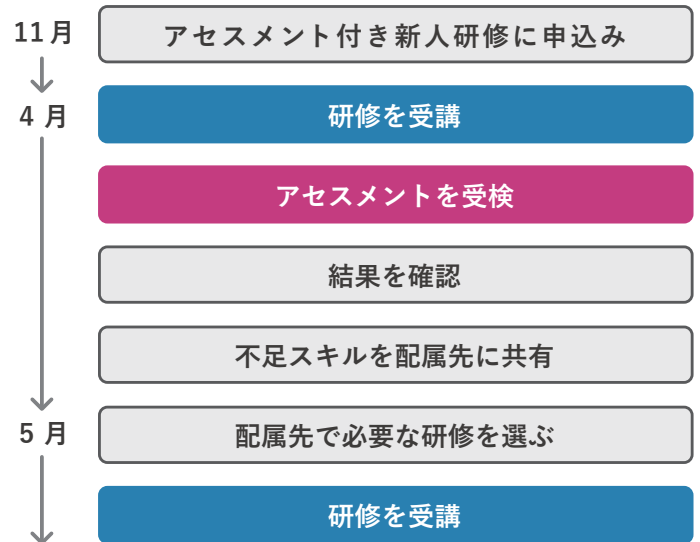 11月
アセスメント付き新人研修に申込み
4 月
研修を受講
アセスメントを受検
結果を確認
不足スキルを配属先に共有
5 月
配属先で必要な研修を選ぶ
研修を受講